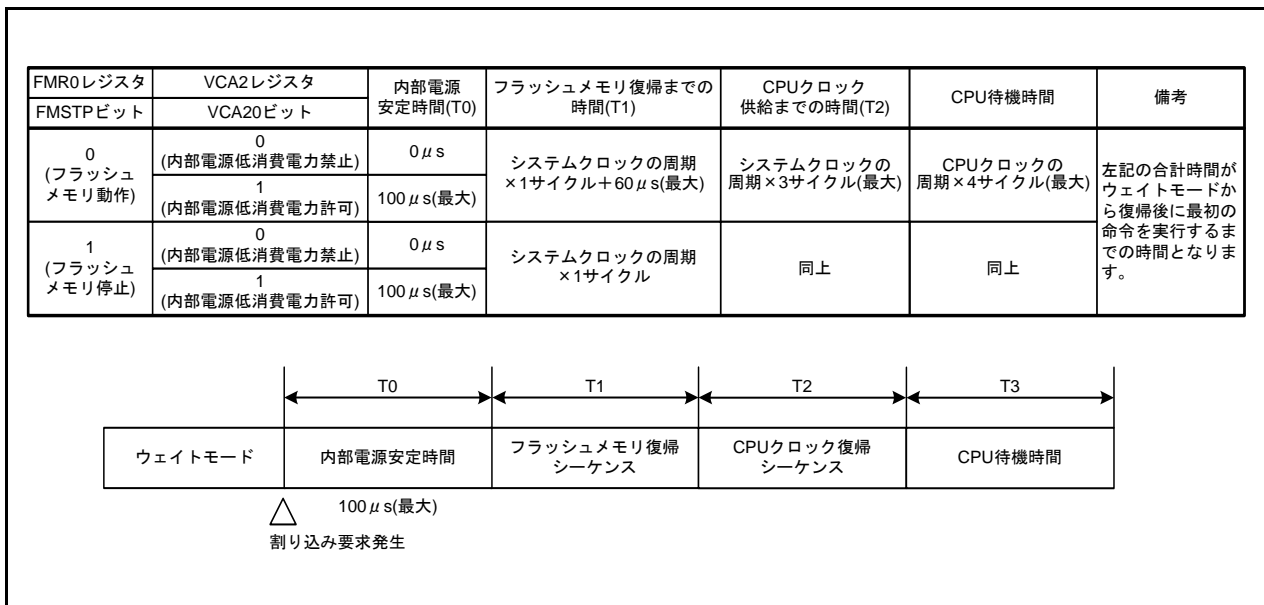 FMR0レジスタ
FMSTPビット
VCA2レジスタ
VCA20ビット
内部電源
安定時間(T0)
フラッシュメモリ復帰までの
時間(T1)
CPUクロック
供給までの時間(T2)
CPU待機時間
備考
0
(フラッシュ
メモリ動作)
0
(内部電源低消費電力禁止)
0μs
1
(内部電源低消費電力許可)
100μs(最大)
システムクロックの周期
×1サイクル+60μs(最大)
システムクロックの
周期×3サイクル(最大)
CPUクロックの
周期×4サイクル(最大)
左記の合計時間が
ウェイトモードか
ら復帰後に最初の
命令を実行するま
での時間となりま
す。
1
(フラッシュ
メモリ停止)
0
(内部電源低消費電力禁止)
0μs
1
(内部電源低消費電力許可)
100μs(最大)
システムクロックの周期
×1サイクル
同上
同上
T0
T1
T2
T3
ウェイトモード
内部電源安定時間
フラッシュメモリ復帰
シーケンス
CPUクロック復帰
シーケンス
CPU待機時間
100μs(最大)
割り込み要求発生